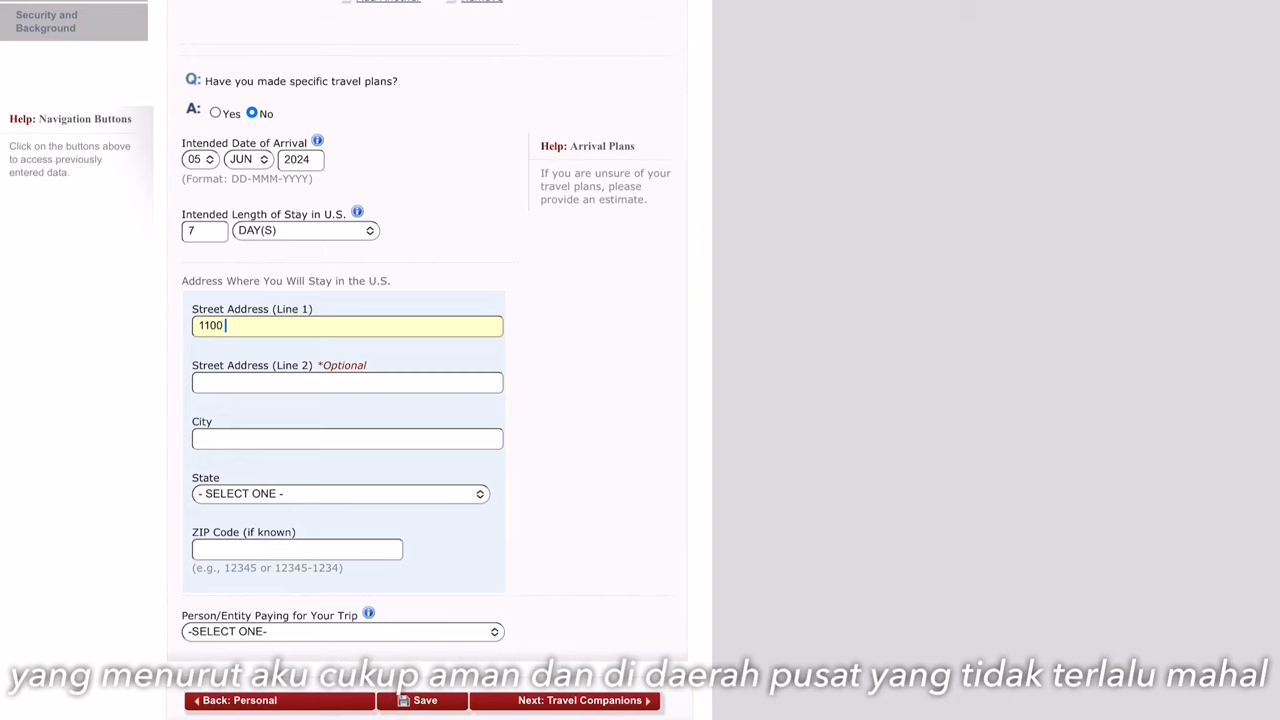 Security and
Background
Add Another
Remove
Q: Have you made specific travel plans?
A: Yes No
Help: Navigation Buttons
Click on the buttons above
to access previously
entered data.
Intended Date of Arrival
05 JUN 2024
(Format: DD-MMM-YYYY)
Help: Arrival Plans
If you are unsure of your
travel plans, please
provide an estimate.
Intended Length of Stay in U.S.
7 DAY(S)
Address Where You Will Stay in the U.S.
Street Address (Line 1)
1100
Street Address (Line 2) *Optional
City
State
- SELECT ONE -
ZIP Code (if known)
(e.g., 12345 or 12345-1234)
Person/Entity Paying for Your Trip
-SELECT ONE-
yang menurut aku cukup aman dan di daerah pusat yang tidak terlalu mahal
Back: Personal
Save
Next: Travel Companions